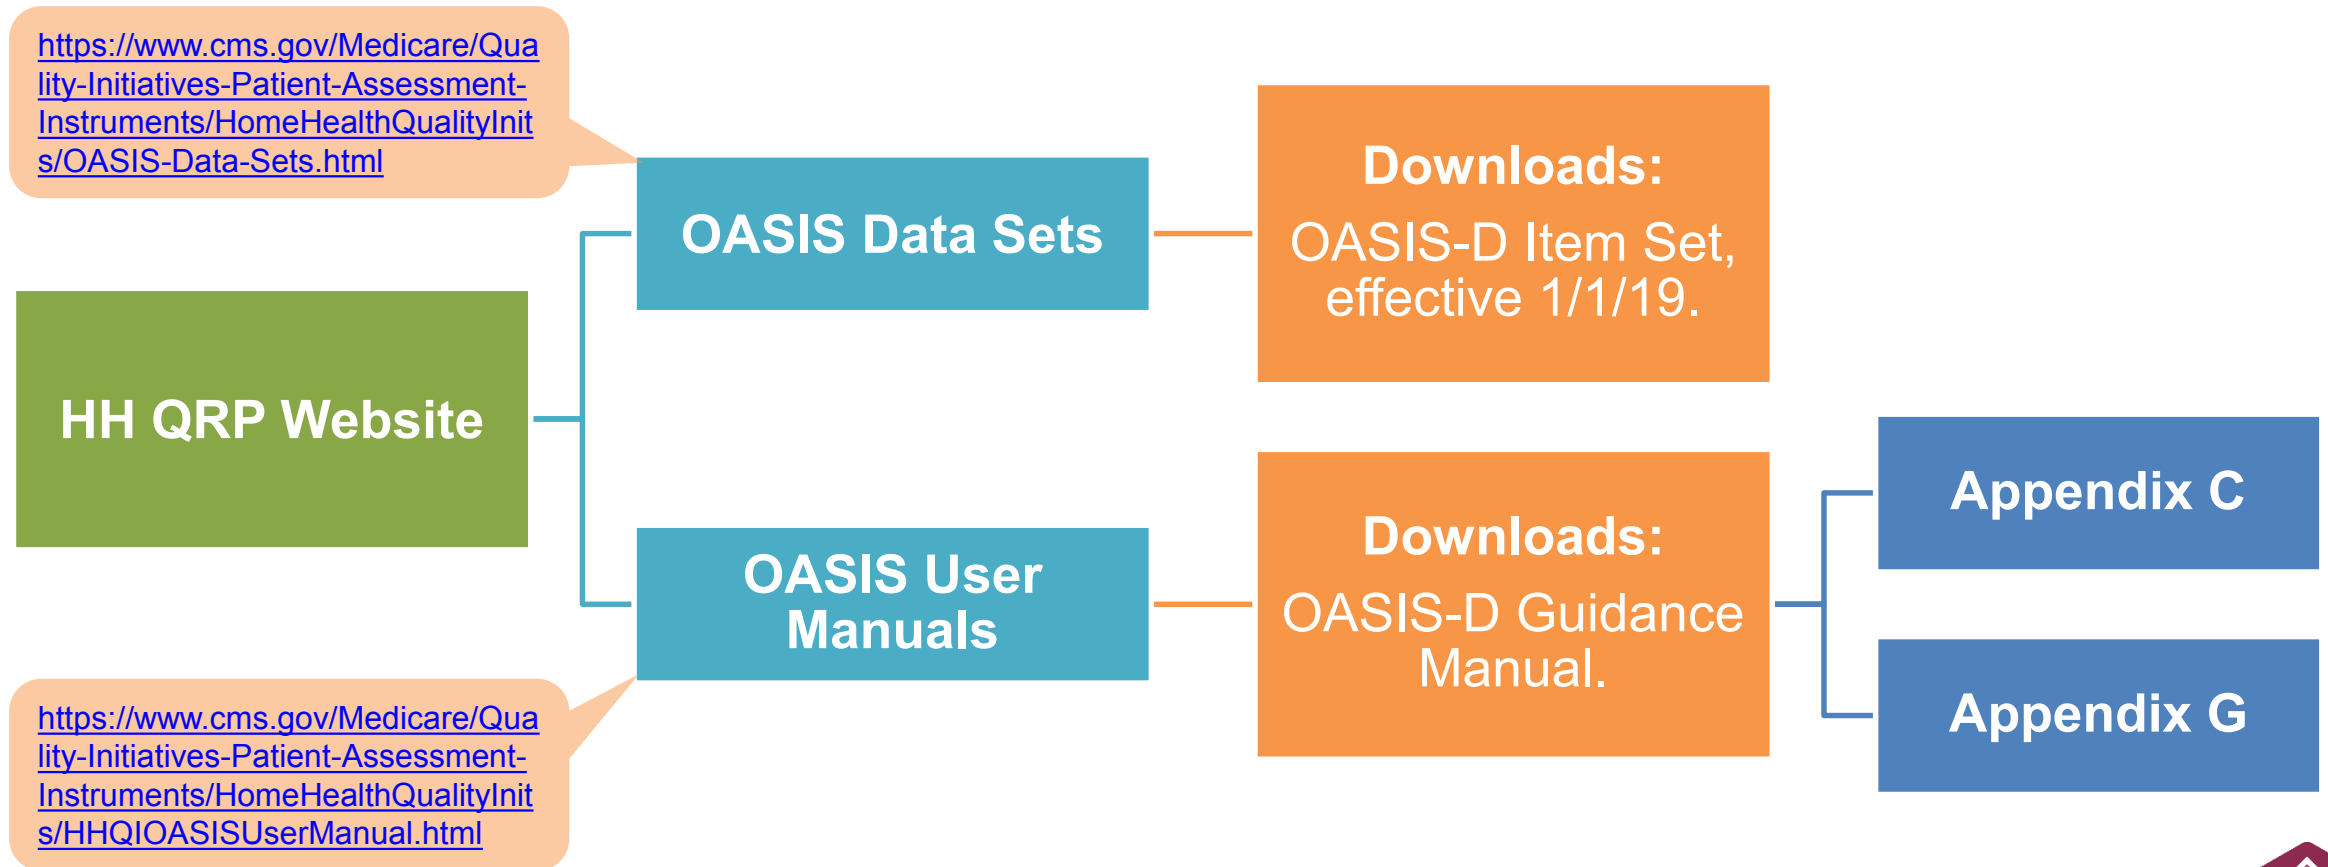 https://www.cms.gov/Medicare/Qua
lity-Initiatives-Patient-Assessment-
Instruments/HomeHealthQualityInit
s/OASIS-Data-Sets.html
HH QRP Website
OASIS Data Sets
Downloads:
OASIS-D Item Set,
effective 1/1/19.
OASIS User
Manuals
Downloads:
OASIS-D Guidance
Manual.
Appendix C
Appendix G
https://www.cms.gov/Medicare/Qua
lity-Initiatives-Patient-Assessment-
Instruments/HomeHealthQualityInit
s/HHQIOASISUserManual.html